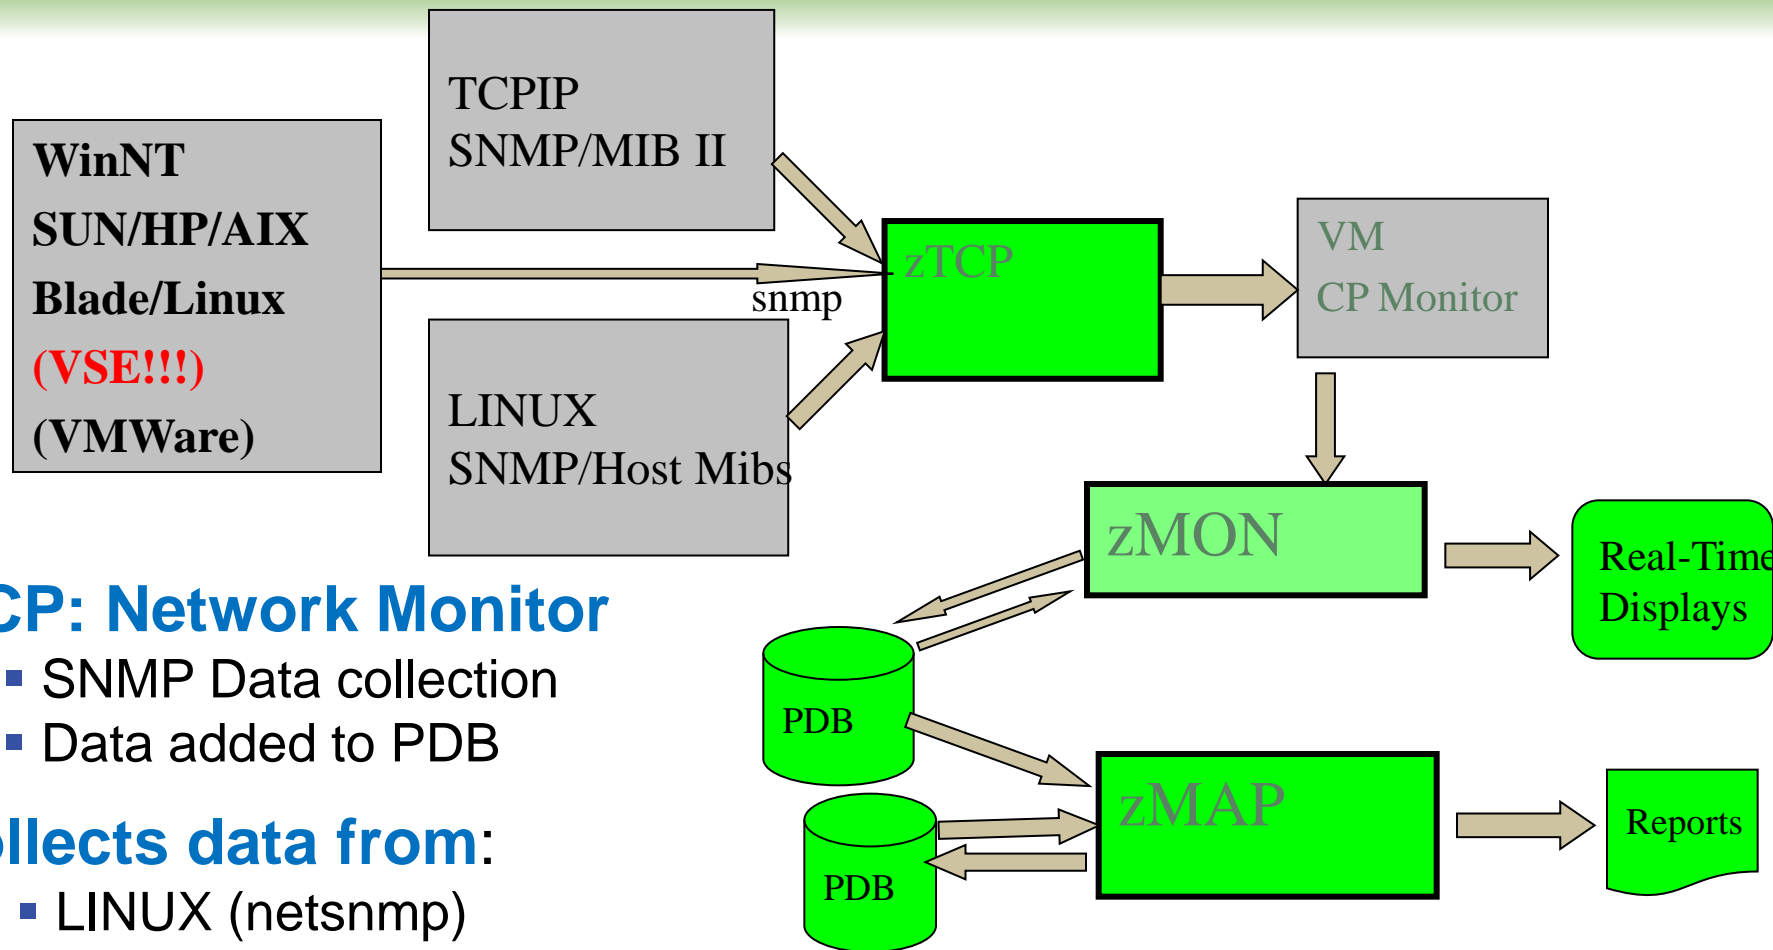 TCPIP
SNMP/MIB II
WinNT
SUN/HP/AIX
Blade/Linux
(VSE!!!)
(VMWare)
snmp
zTCP
VM
CP Monitor
LINUX
SNMP/Host Mibs
zMON
Real-Time
Displays
CP: Network Monitor
▪ SNMP Data collection
▪ Data added to PDB
PDB
zMAP
Reports
PDB
ollects data from:
▪ LINUX (netsnmp)